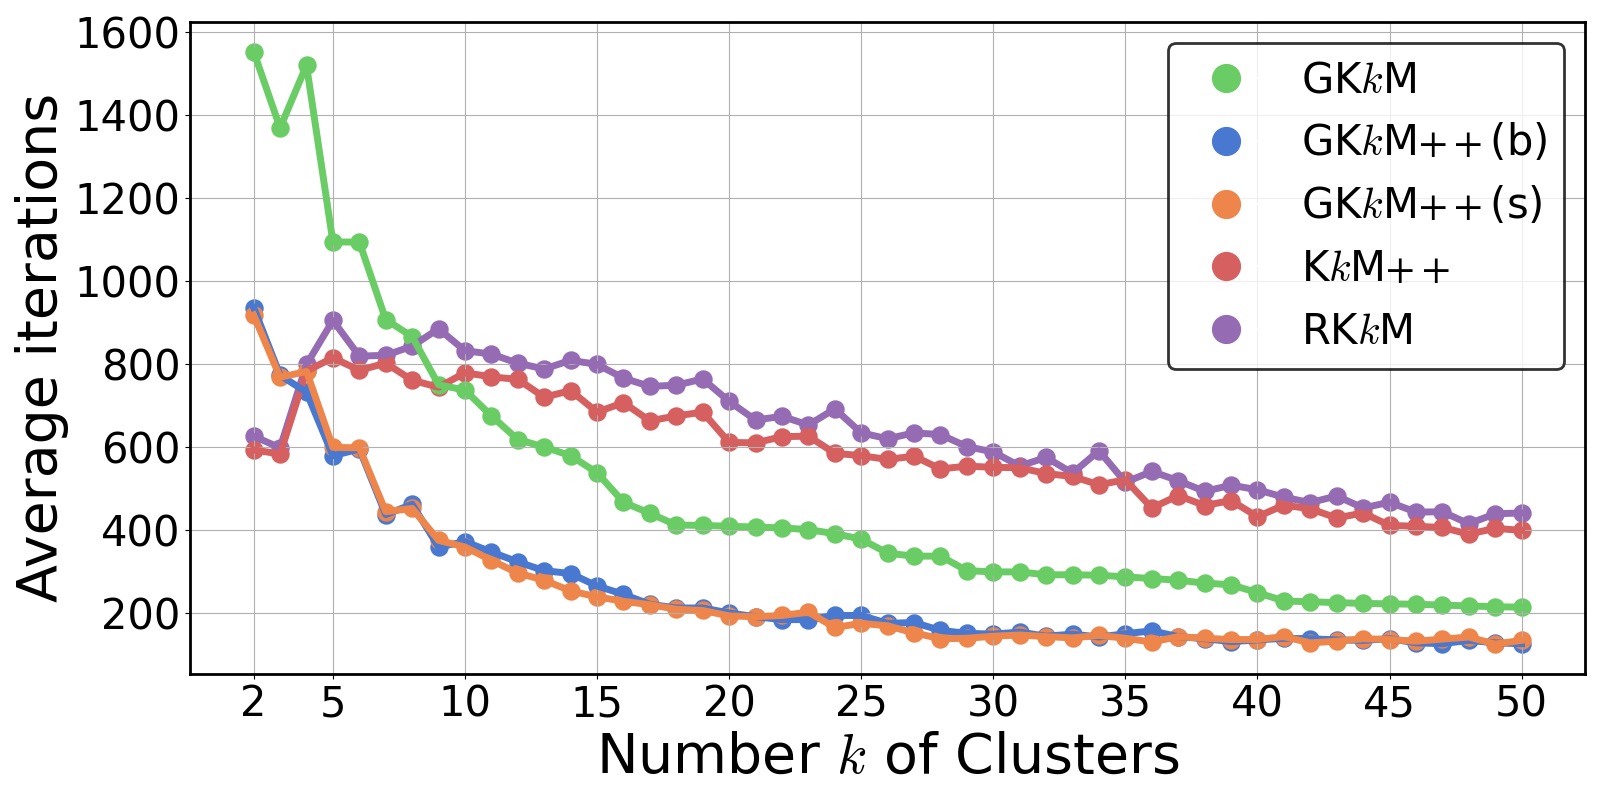 1600
1400
1200
1000
800
600
400
200
Average iterations
2 5 10 15 20 25 30 35 40 45 50
Number k of Clusters
GKkM
GKkM++(b)
GKkM++(s)
KkM++
RKkM